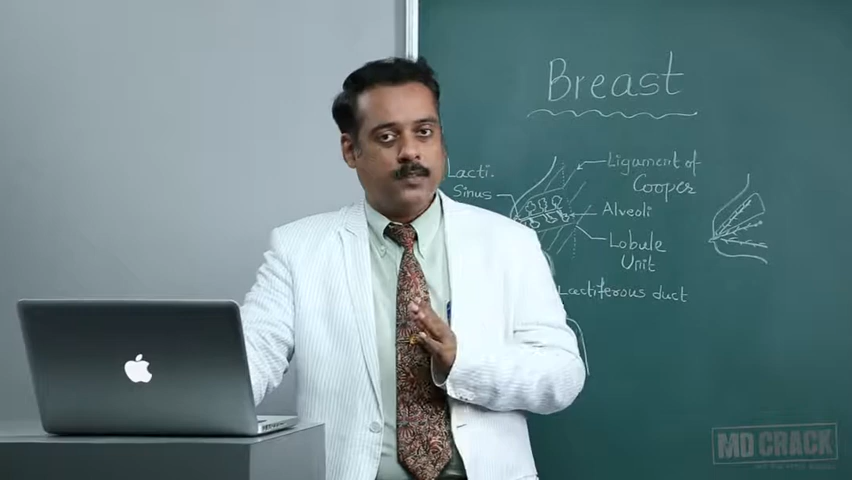 Breast
Lacti.
Sinus
Ligament of
Cooper
Alveoli
Lobule
Unit
Lactiferous duct
MD CRACK